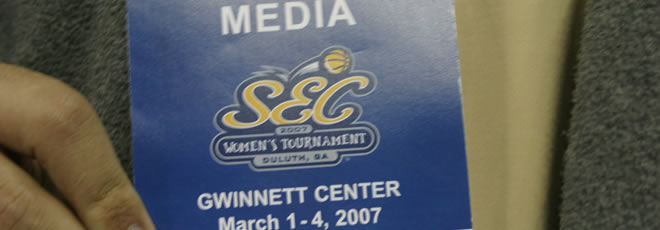 MEDIA
SEC
2007
WOMEN'S TOURNAMENT
DULUTH, GA
GWINNETT CENTER
March 1-4, 2007